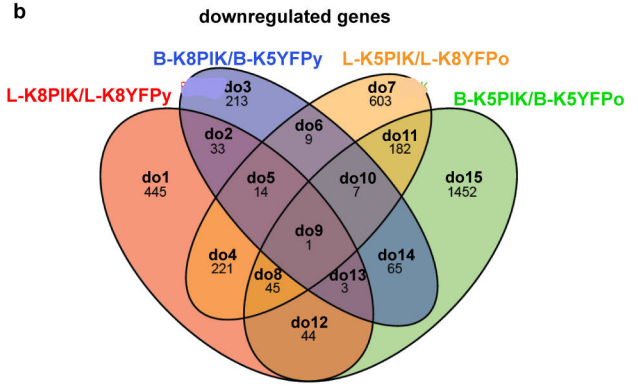 b
downregulated genes
B-K8PIK/B-K5YFPy L-K5PIK/L-K8YFPo
L-K8PIK/L-K8YFPy B-K5PIK/B-K5YFPo
do3
213
do7
603
do2
33
do6
9
do11
182
do1
445
do5
14
do10
7
do15
1452
do9
1
do4
221
do8
45
do13
3
do14
65
do12
44